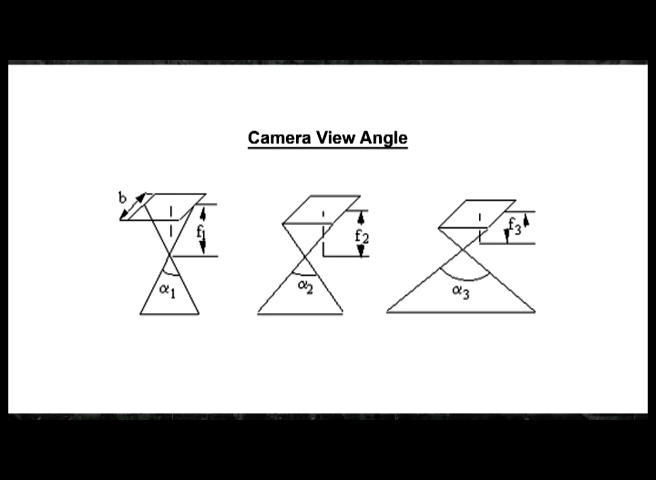 Camera View Angle
b
f1
f2
f3
α1
α2
α3